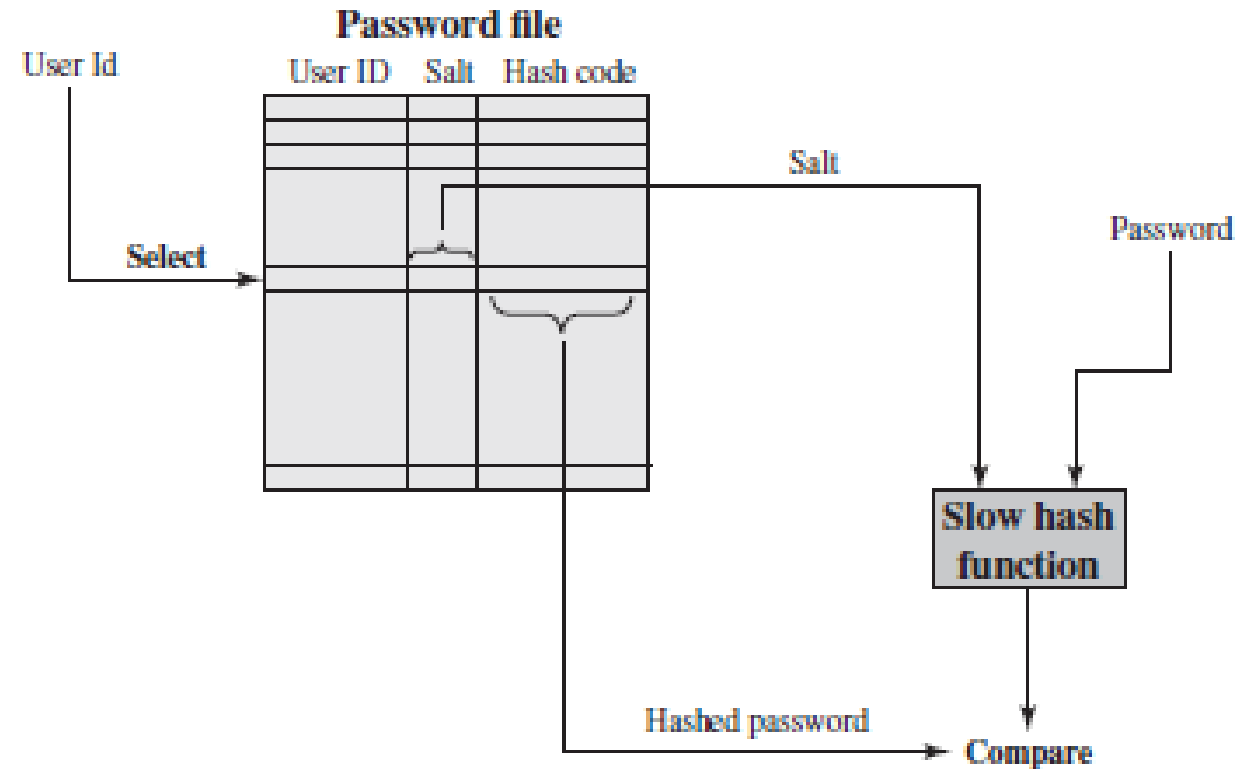 Password file
User Id
User ID Salt Hash code
Salt
Password
Select
Slow hash
function
Hashed password
Compare